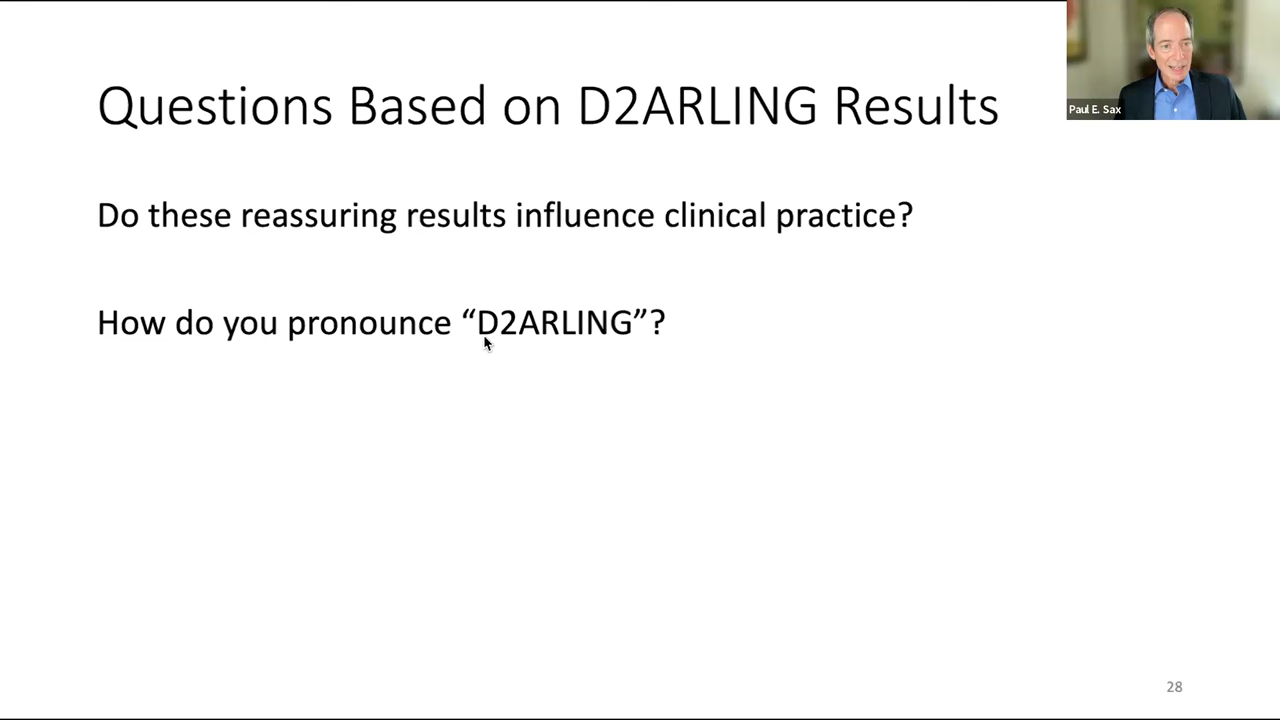 Questions Based on D2ARLING Results
Paul E. Sax
Do these reassuring results influence clinical practice?
How do you pronounce “D2ARLING”?
28